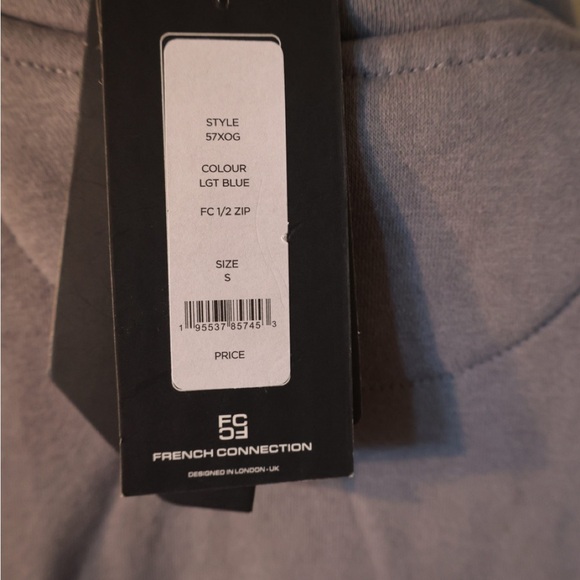 STYLE
57XOG
COLOUR
LGT BLUE
FC 1/2 ZIP
SIZE
S
1 95537 85745 3
PRICE
FC
FC
FRENCH CONNECTION
DESIGNED IN LONDON - UK